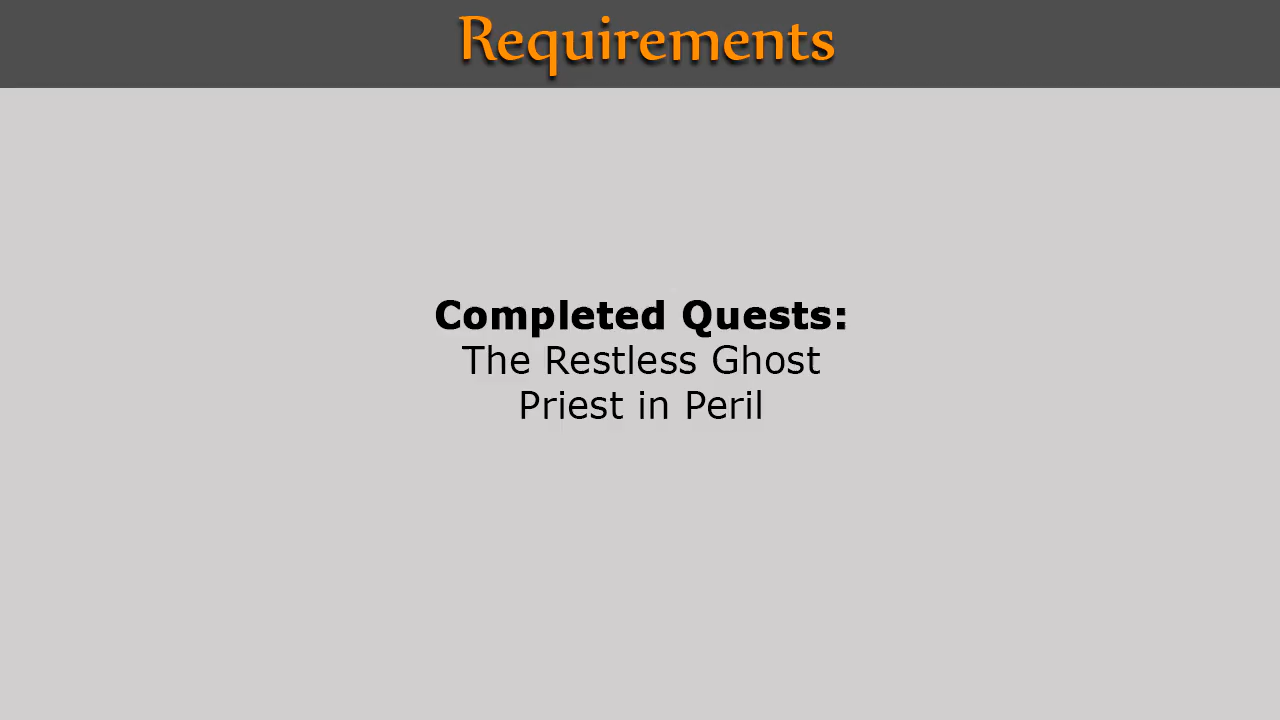 Requirements
Completed Quests:
The Restless Ghost
Priest in Peril